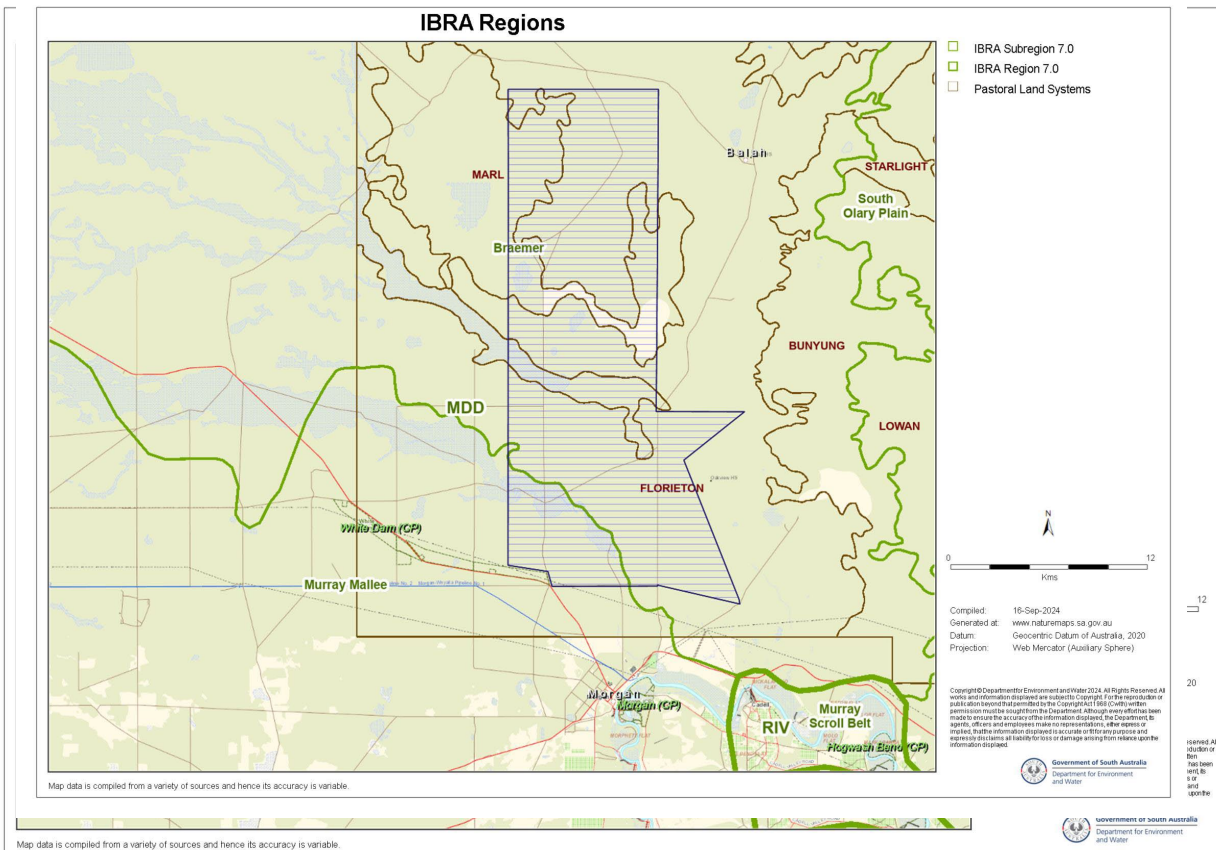 IBRA Regions
IBRA Subregion 7.0
IBRA Region 7.0
Pastoral Land Systems
Balah
STARLIGHT
MARL
South
Olary Plain
Braemer
BUNYUNG
MDD
LOWAN
FLORIETON
White Dam (CP)
Murray Mallee
Morgan
Morgan (CP)
Cadell
Murray
Scroll Belt
RIV
Hogwash Bend (CP)
N
0 12
Kms
Compiled: 16-Sep-2024
Generated at: www.naturemaps.sa.gov.au
Datum: Geocentric Datum of Australia, 2020
Projection: Web Mercator (Auxiliary Sphere)
Copyright © Department for Environment and Water 2024. All Rights Reserved. All
works and information displayed are subject to Copyright. For the reproduction or
publication beyond that permitted by the Copyright Act 1968 (Cwlth) written
permission must be sought from the Department. Although every effort has been
made to ensure the accuracy of the information displayed, the Department, its
agents, officers and employees make no representations, either express or
implied, that the information displayed is accurate or fit for any purpose and
expressly disclaims all liability for loss or damage arising from reliance upon the
information displayed.
Government of South Australia
Department for Environment
and Water
Map data is compiled from a variety of sources and hence its accuracy is variable.
12
20
Government of South Australia
Department for Environment
and Water
Map data is compiled from a variety of sources and hence its accuracy is variable.